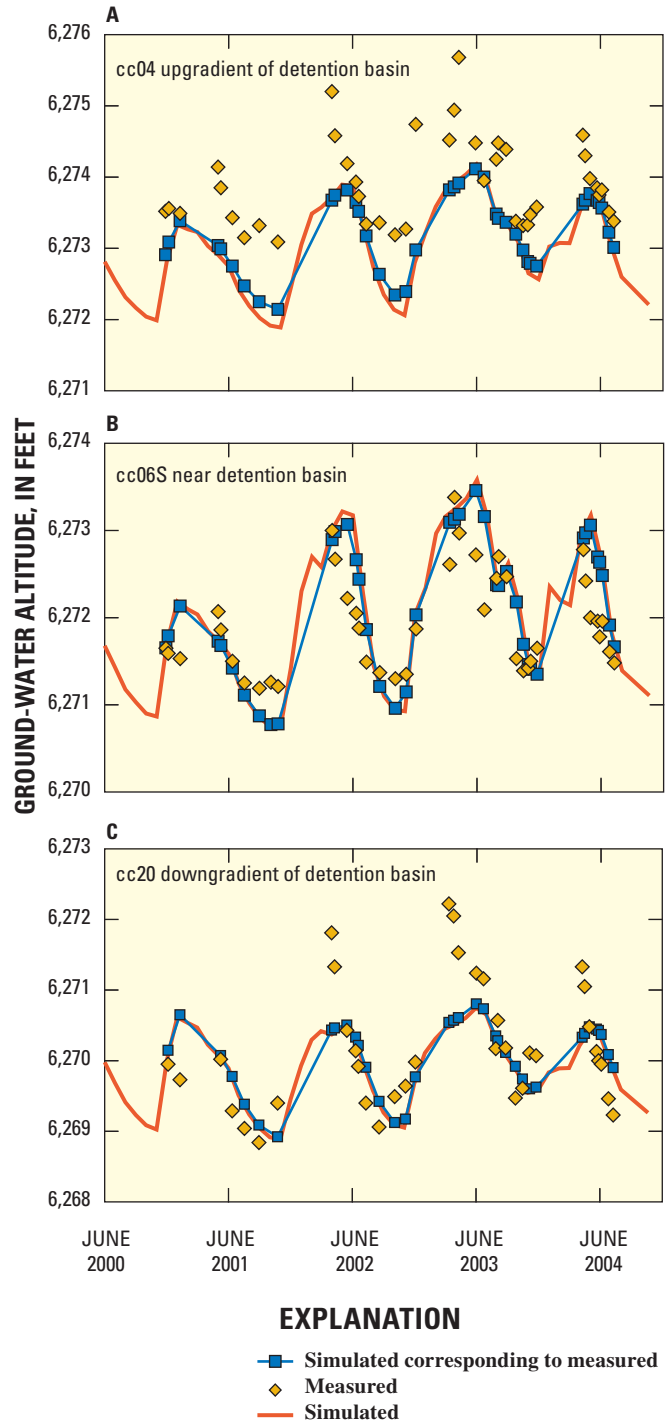 A
6,276
cc04 upgradient of detention basin
6,275
6,274
6,273
6,272
6,271
GROUND-WATER ALTITUDE, IN FEET
B
6,274
cc06S near detention basin
6,273
6,272
6,271
6,270
C
6,273
cc20 downgradient of detention basin
6,272
6,271
6,270
6,269
6,268
JUNE JUNE JUNE JUNE JUNE
2000 2001 2002 2003 2004
EXPLANATION
Simulated corresponding to measured
Measured
Simulated